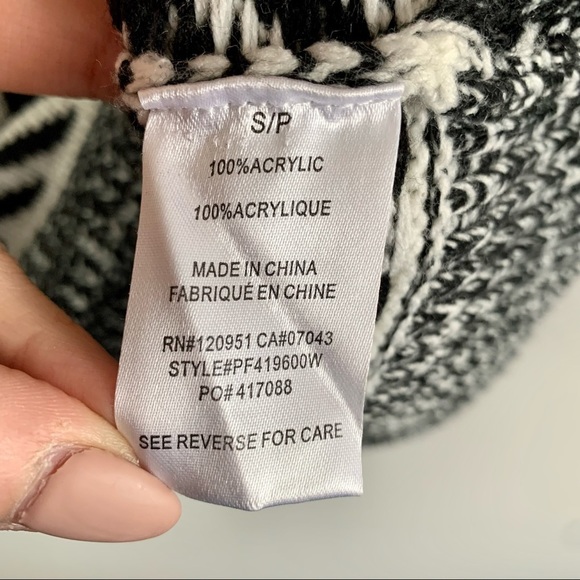 S/P
100%ACRYLIC
100%ACRYLIQUE
MADE IN CHINA
FABRIQUÉ EN CHINE
RN#120951 CA#07043
STYLE#PF419600W
PO# 417088
SEE REVERSE FOR CARE